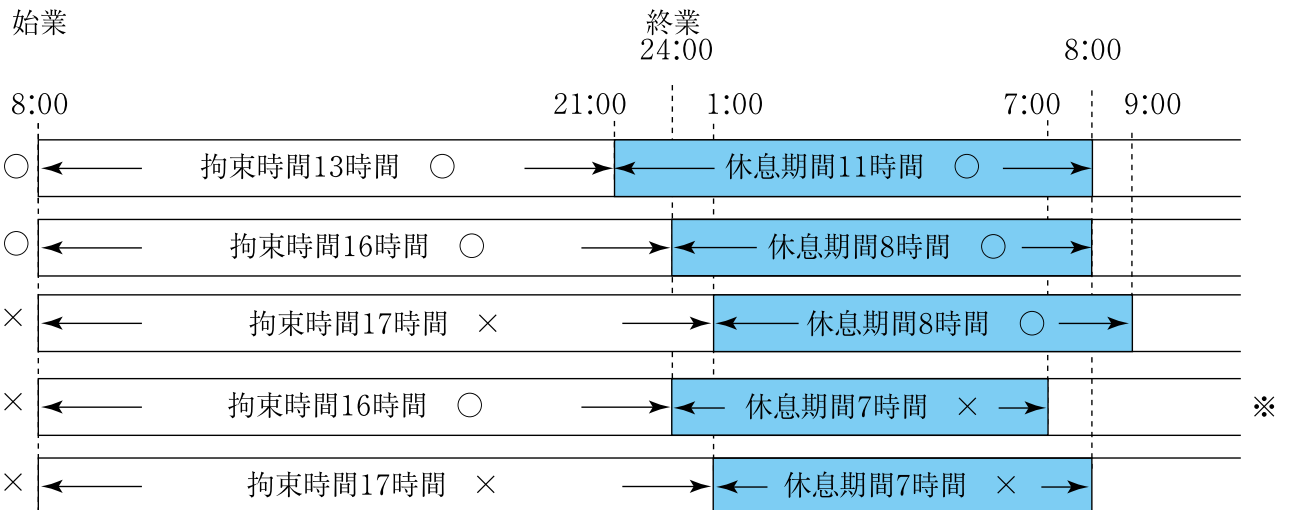 始業 終業
24:00 8:00
8:00 21:00 1:00 7:00 9:00
○ 拘束時間13時間 ○ 休息期間11時間 ○
○ 拘束時間16時間 ○ 休息期間8時間 ○
× 拘束時間17時間 × 休息期間8時間 ○
× 拘束時間16時間 ○ 休息期間7時間 × ※
× 拘束時間17時間 × 休息期間7時間 ×